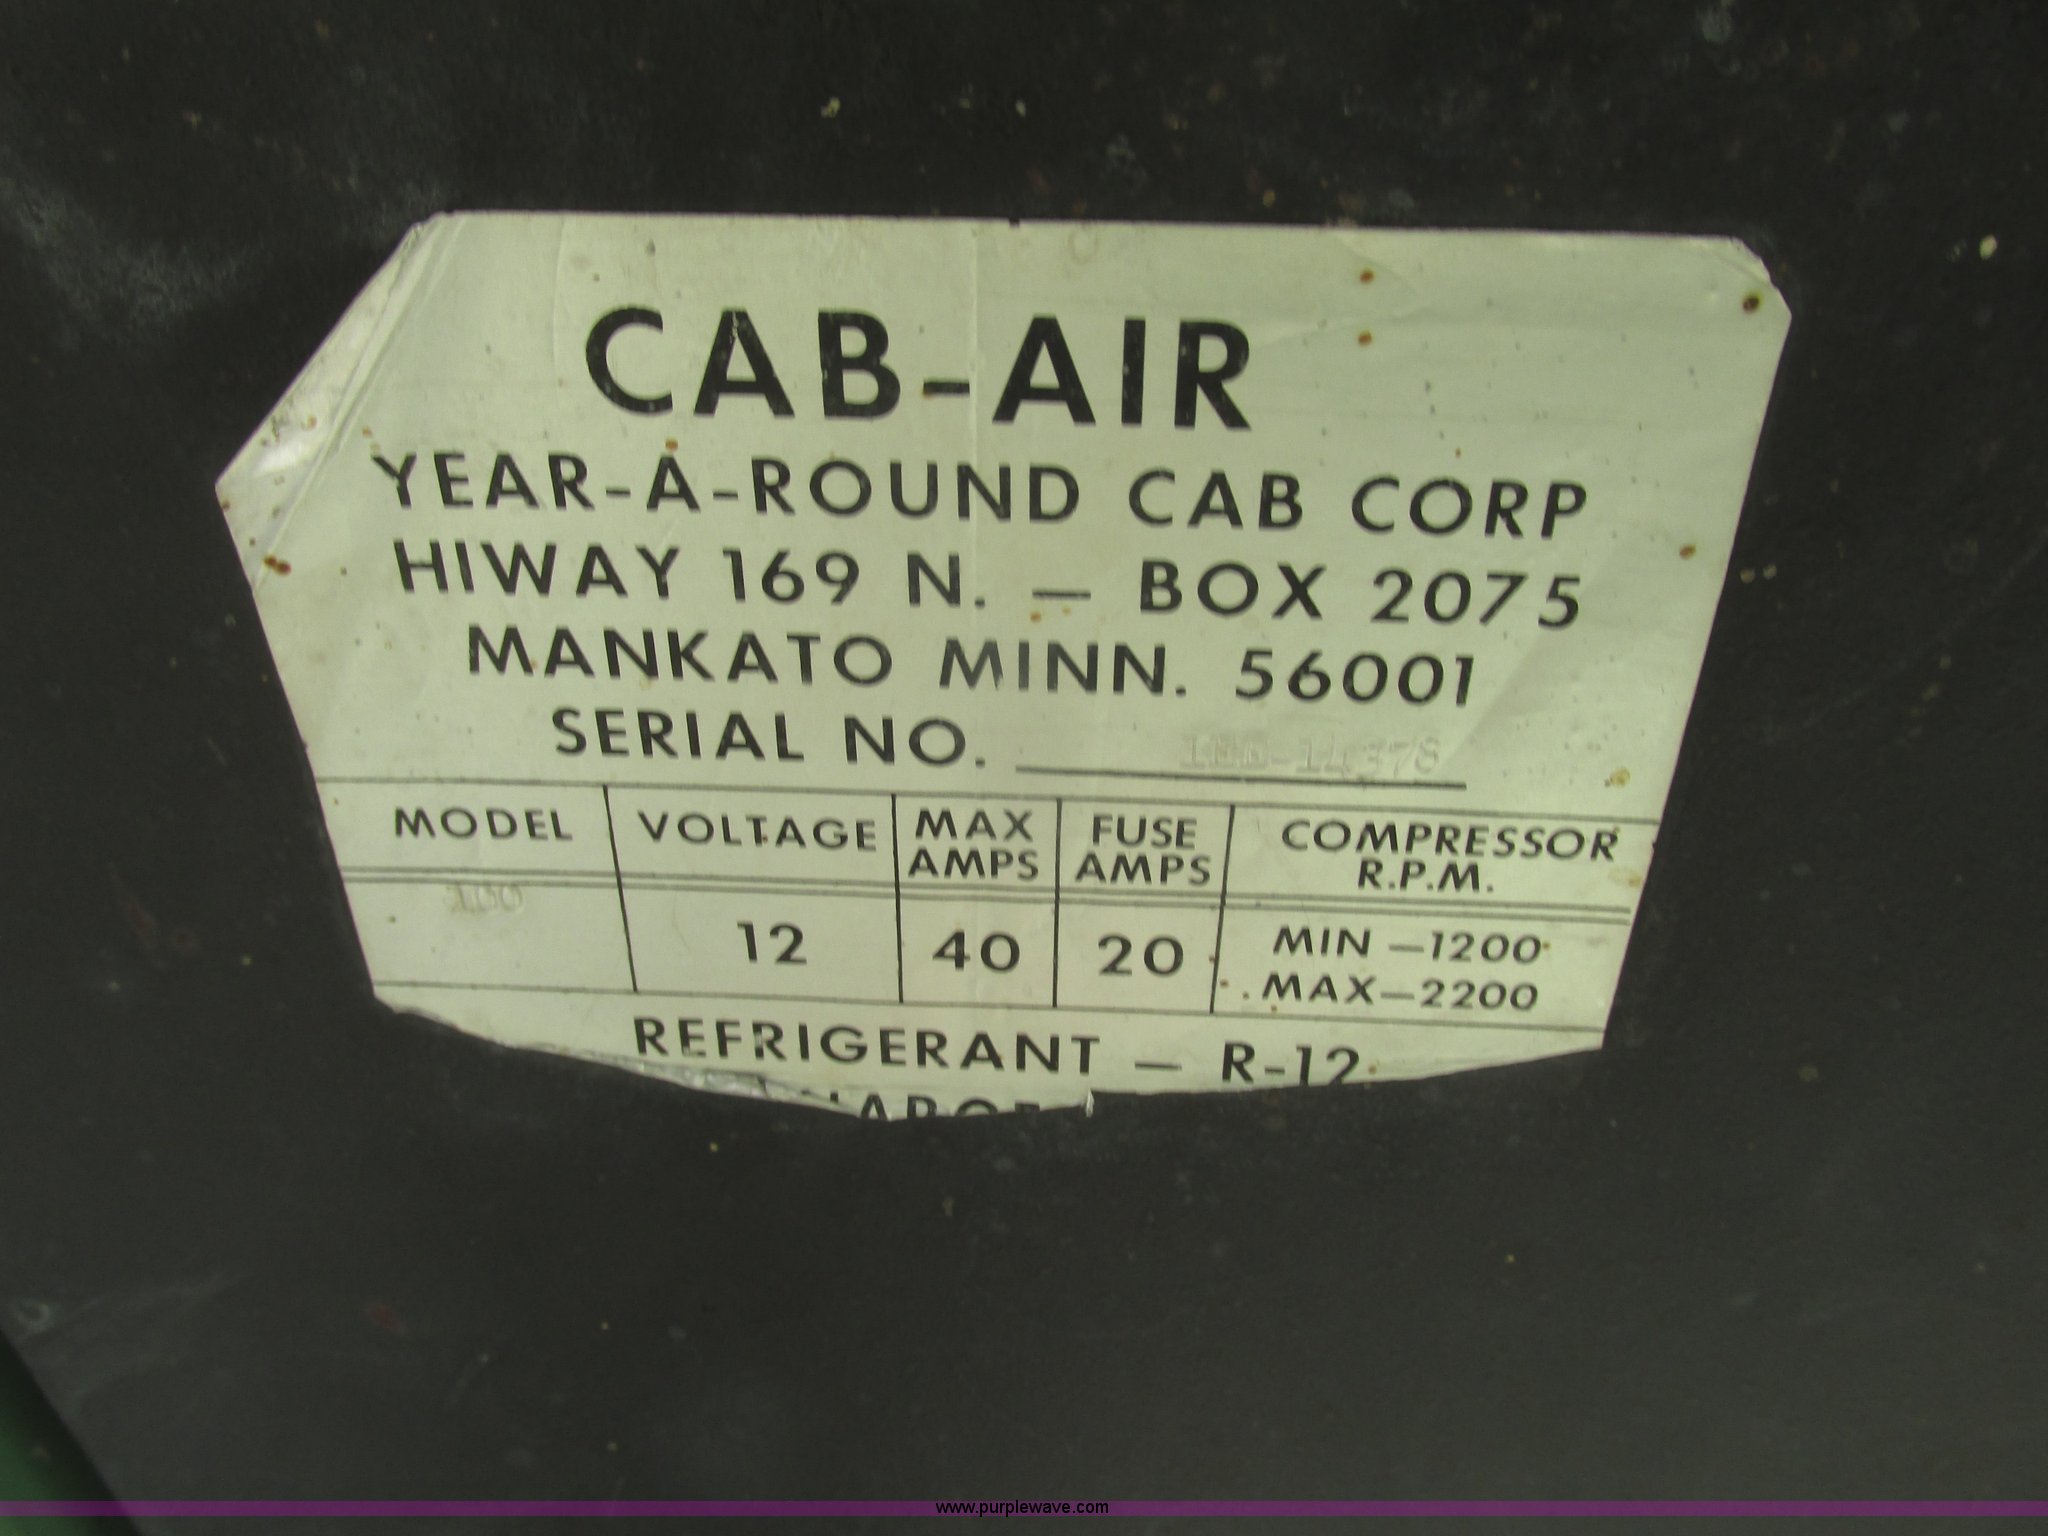 CAB-AIR
YEAR-A-ROUND CAB CORP
HIWAY 169 N. — BOX 2075
MANKATO MINN. 56001
SERIAL NO.
MODEL VOLTAGE MAX AMPS FUSE AMPS COMPRESSOR R.P.M.
100 12 40 20 MIN —1200
MAX—2200
REFRIGERANT — R-12
www.purplewave.com